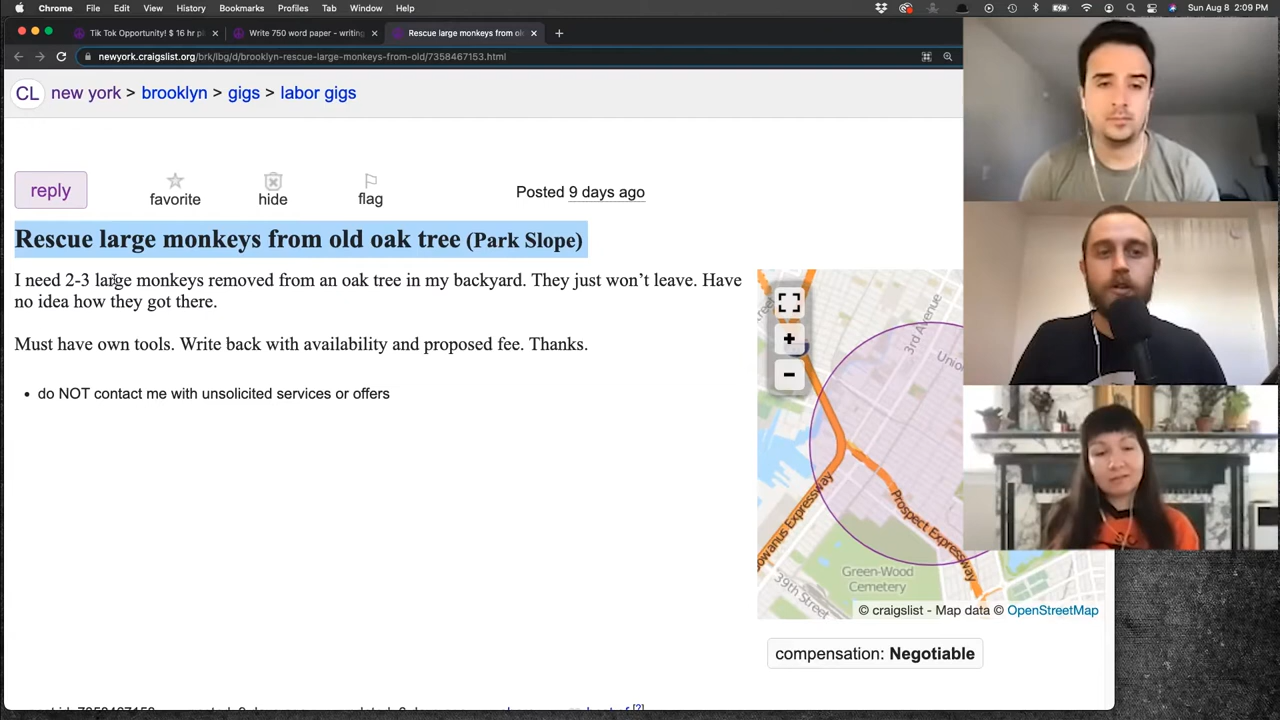 Chrome File Edit View History Bookmarks Profiles Tab Window Help
Sun Aug 8 2:09 PM
Tik Tok Opportunity! $ 16 hr
Write 750 word paper - writing
Rescue large monkeys from
newyork.craigslist.org/brk/lbg/d/brooklyn-rescue-large-monkeys-from-old/7358467153.html
CL new york > brooklyn > gigs > labor gigs
reply
favorite
hide
flag
Posted 9 days ago
Rescue large monkeys from old oak tree (Park Slope)
I need 2-3 large monkeys removed from an oak tree in my backyard. They just won’t leave. Have
no idea how they got there.
Must have own tools. Write back with availability and proposed fee. Thanks.
• do NOT contact me with unsolicited services or offers
+
−
3rd Avenue
Prospect Expressway
Expressway
Green-Wood
Cemetery
39th Street
© craigslist - Map data © OpenStreetMap
compensation: Negotiable